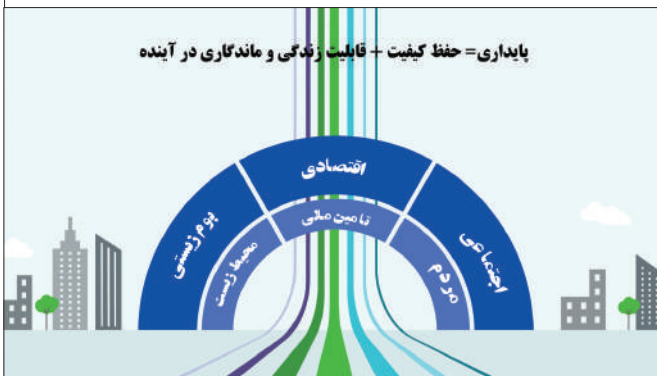 پایداری= حفظ کیفیت + قابلیت زندگی و ماندگاری در آینده
اقتصادی
تامین مالی
اجتماعی
مردم
بوم زیستی
محیط زیست